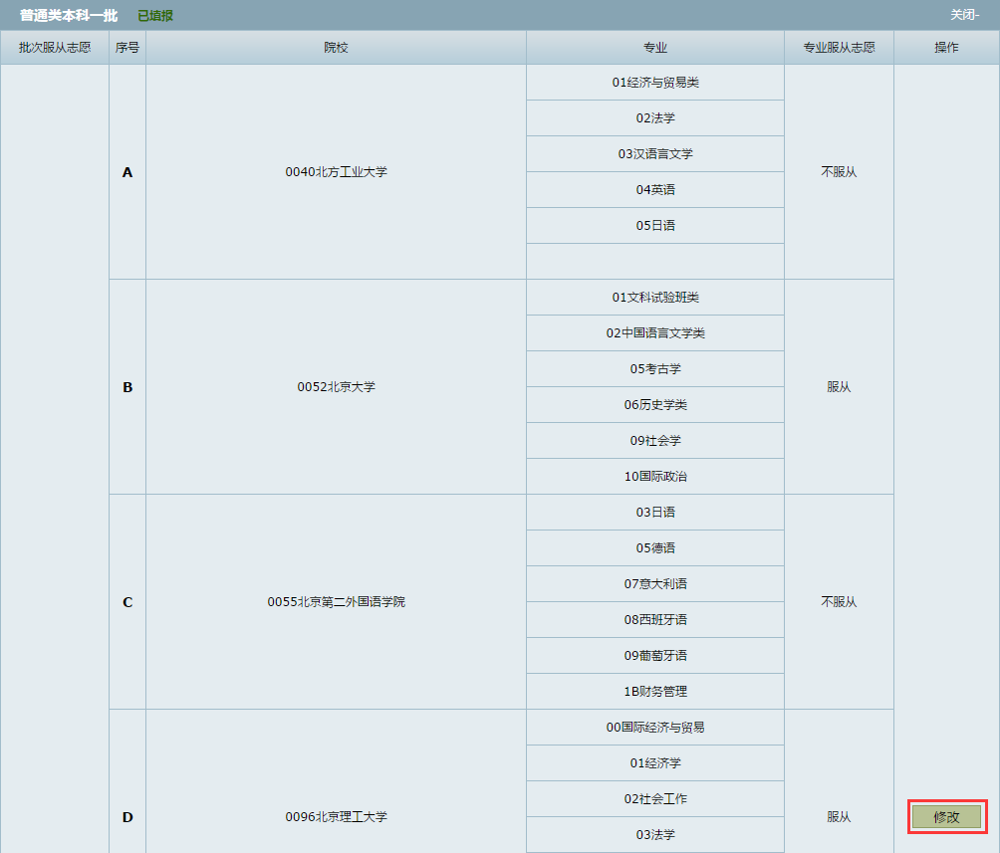 普通类本科一批 已填报 关闭-
批次服从志愿 序号 院校 专业 专业服从志愿 操作
A 0040北方工业大学 01经济与贸易类 不服从
02法学
03汉语言文学
04英语
05日语
B 0052北京大学 01文科试验班类 服从
02中国语言文学类
05考古学
06历史学类
09社会学
10国际政治
C 0055北京第二外国语学院 03日语 不服从
05德语
07意大利语
08西班牙语
09葡萄牙语
1B财务管理
D 0096北京理工大学 00国际经济与贸易 服从 修改
01经济学
02社会工作
03法学